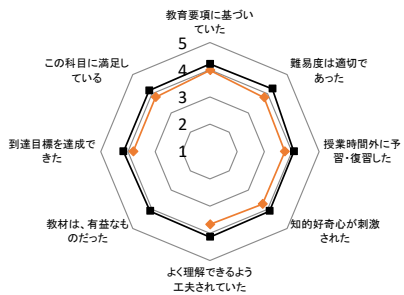 教育要項に基づい
ていた
難易度は適切で
あった
授業時間外に予
習・復習した
知的好奇心が刺激
された
よく理解できるよう
工夫されていた
教材は、有益なも
のだった
到達目標を達成で
きた
この科目に満足し
ている
5
4
3
2
1